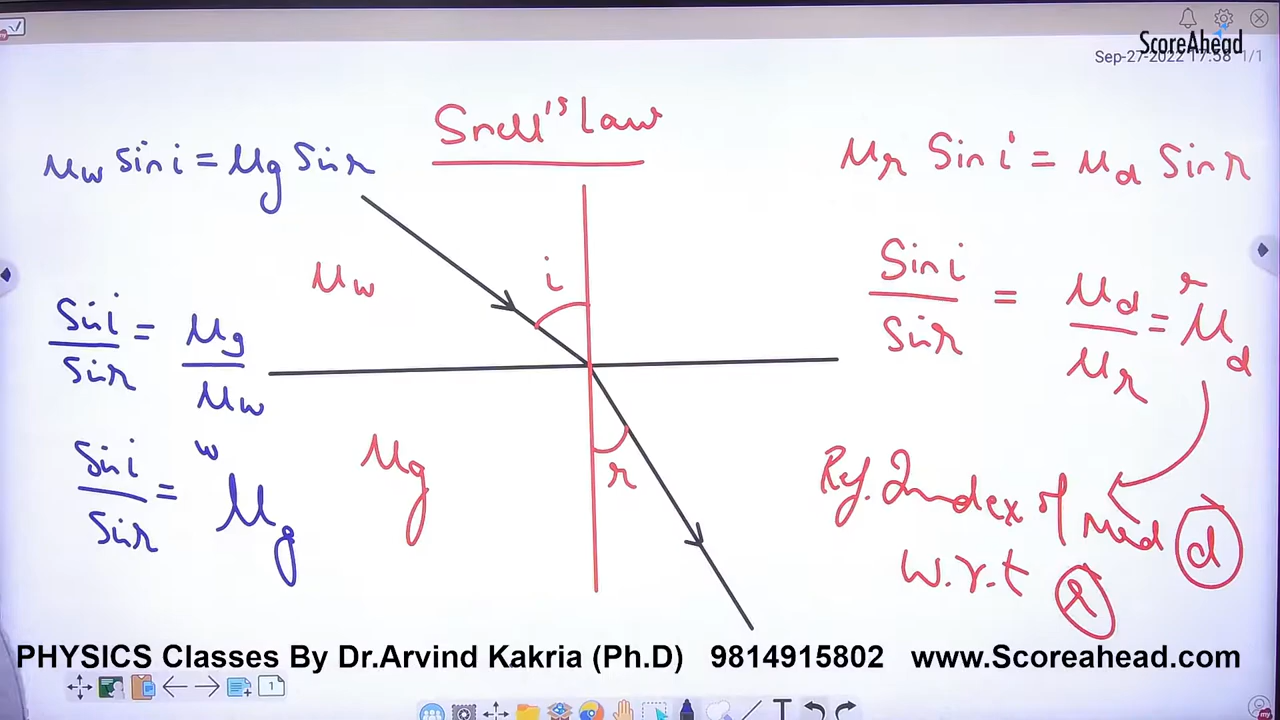 ScoreAhead
Sep-27-2022 17:58 1/1
Snell's Law
μw Sin i = μg Sin r
μr Sin i = μd Sin r
μw
i
Sin i / Sin r = μg / μw
Sin i / Sin r = μd / μr = ʳμd
Sin i / Sin r = ʷμg
μg
r
Ref. Index of Med d
w.r.t r
PHYSICS Classes By Dr.Arvind Kakria (Ph.D) 9814915802 www.Scoreahead.com
1